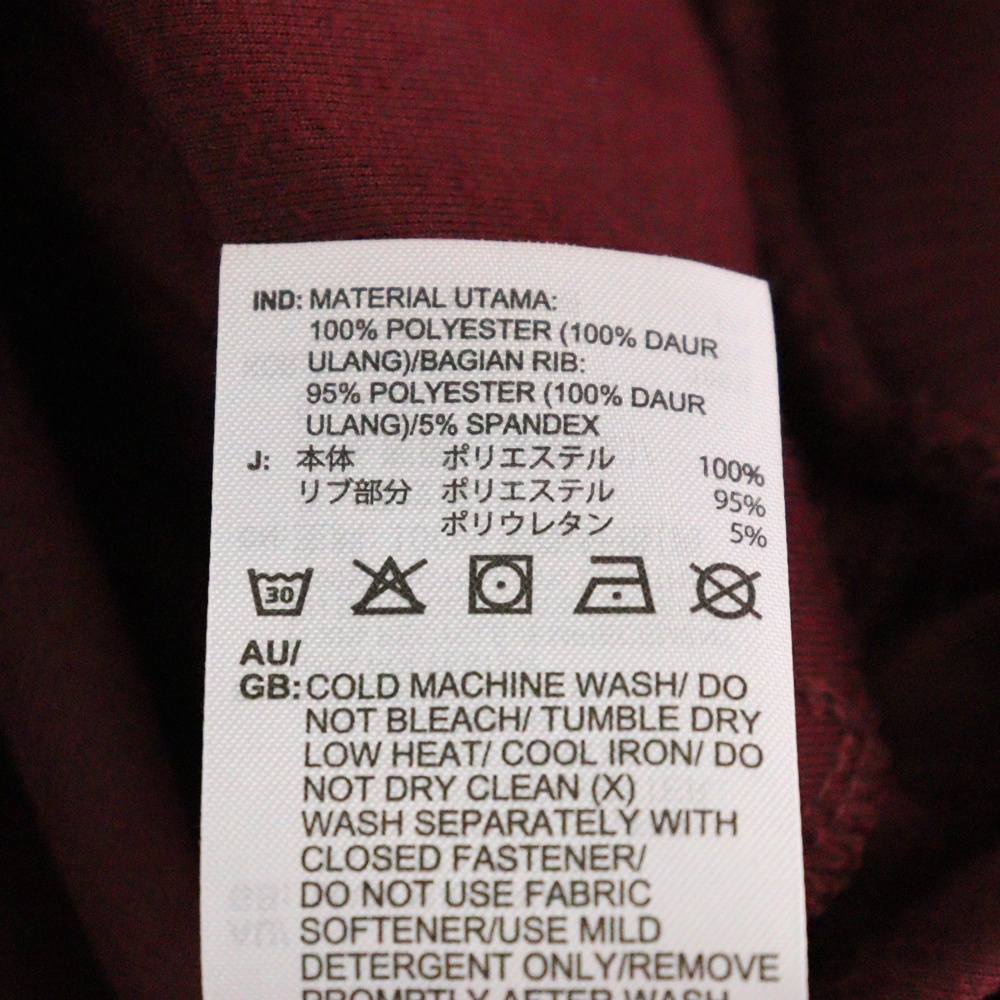 IND: MATERIAL UTAMA:
100% POLYESTER (100% DAUR
ULANG)/BAGIAN RIB:
95% POLYESTER (100% DAUR
ULANG)/5% SPANDEX
J: 本体 ポリエステル 100%
リブ部分 ポリエステル 95%
ポリウレタン 5%
30
AU/
GB: COLD MACHINE WASH/ DO
NOT BLEACH/ TUMBLE DRY
LOW HEAT/ COOL IRON/ DO
NOT DRY CLEAN (X)
WASH SEPARATELY WITH
CLOSED FASTENER/
DO NOT USE FABRIC
SOFTENER/USE MILD
DETERGENT ONLY/REMOVE
PROMPTLY AFTER WASH